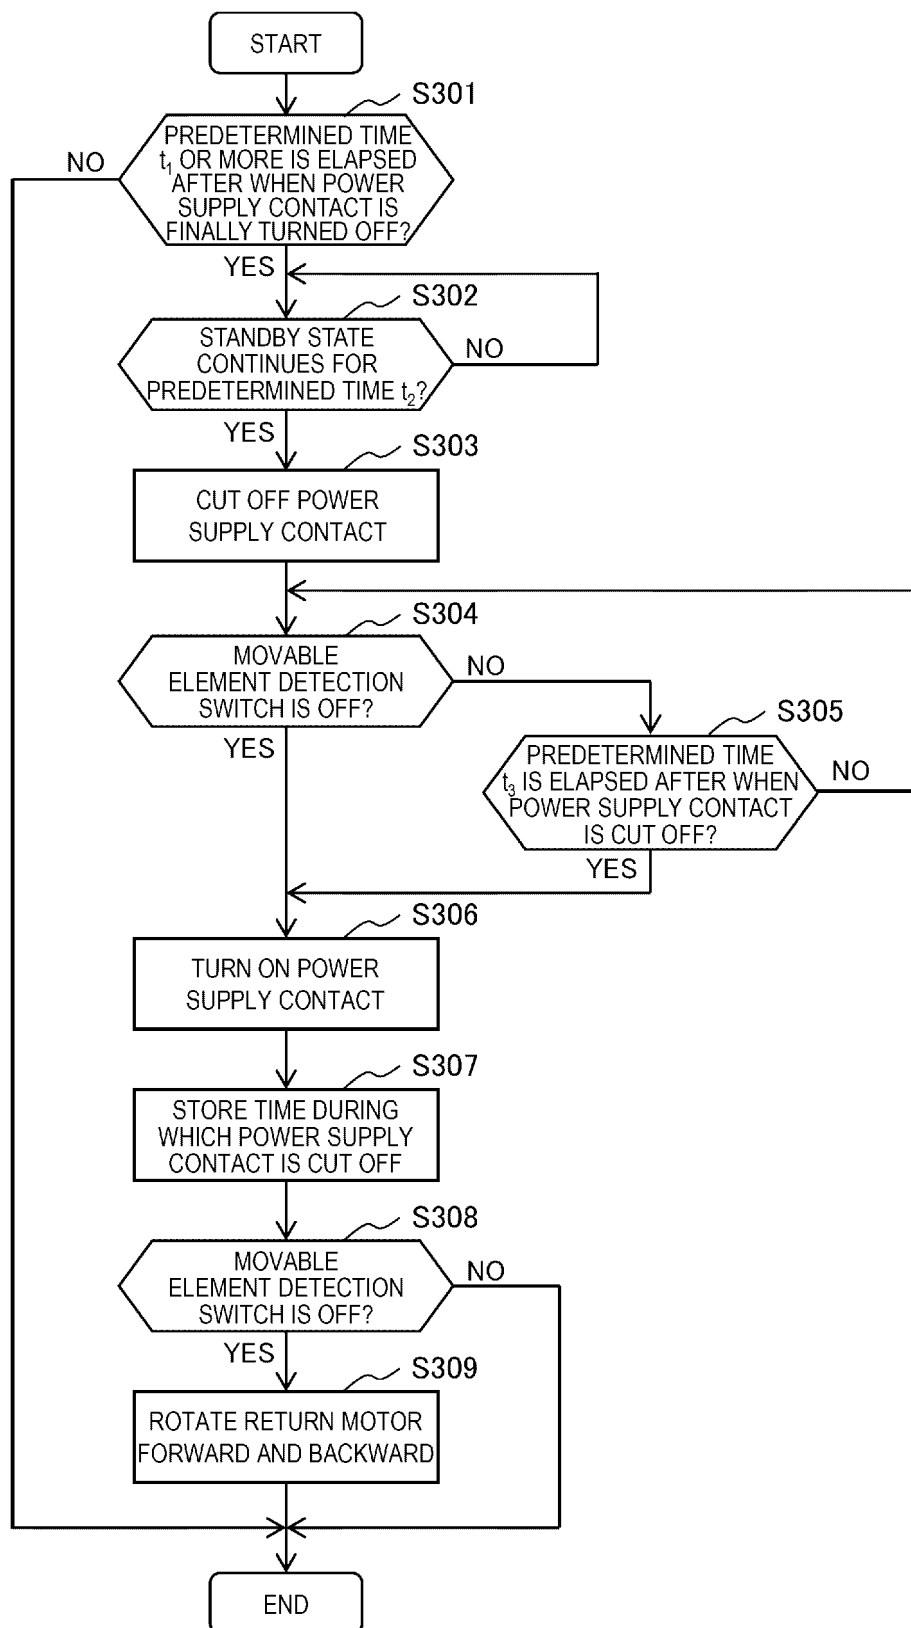 START
S301
PREDETERMINED TIME
t₁ OR MORE IS ELAPSED
AFTER WHEN POWER
SUPPLY CONTACT IS
FINALLY TURNED OFF?
NO
YES
S302
STANDBY STATE
CONTINUES FOR
PREDETERMINED TIME t₂?
NO
YES
S303
CUT OFF POWER
SUPPLY CONTACT
S304
MOVABLE
ELEMENT DETECTION
SWITCH IS OFF?
NO
YES
S305
PREDETERMINED TIME
t₃ IS ELAPSED AFTER WHEN
POWER SUPPLY CONTACT
IS CUT OFF?
NO
YES
S306
TURN ON POWER
SUPPLY CONTACT
S307
STORE TIME DURING
WHICH POWER SUPPLY
CONTACT IS CUT OFF
S308
MOVABLE
ELEMENT DETECTION
SWITCH IS OFF?
NO
YES
S309
ROTATE RETURN MOTOR
FORWARD AND BACKWARD
END